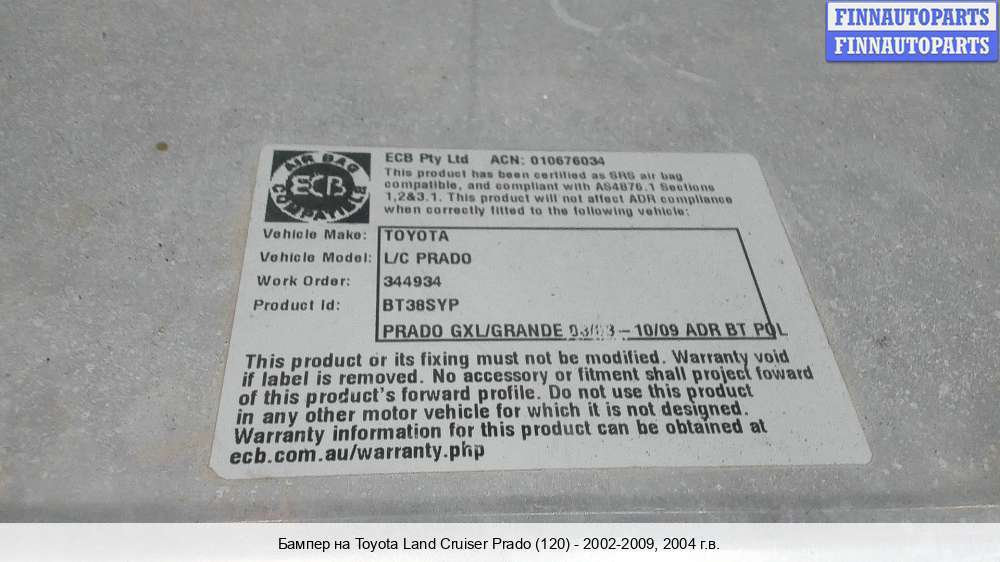 FINNAUTOPARTS
FINNAUTOPARTS
AIR BAG
ECB
COMPATIBLE
ECB Pty Ltd ACN: 010676034
This product has been certified as SRS air bag
compatible, and compliant with AS4876.1 Sections
1,2&3.1. This product will not affect ADR compliance
when correctly fitted to the following vehicle:
Vehicle Make: TOYOTA
Vehicle Model: L/C PRADO
Work Order: 344934
Product Id: BT38SYP
PRADO GXL/GRANDE - 10/09 ADR BT POL
This product or its fixing must not be modified. Warranty void
if label is removed. No accessory or fitment shall project foward
of this product's forward profile. Do not use this product
in any other motor vehicle for which it is not designed.
Warranty information for this product can be obtained at
ecb.com.au/warranty.php
Бампер на Toyota Land Cruiser Prado (120) - 2002-2009, 2004 г.в.